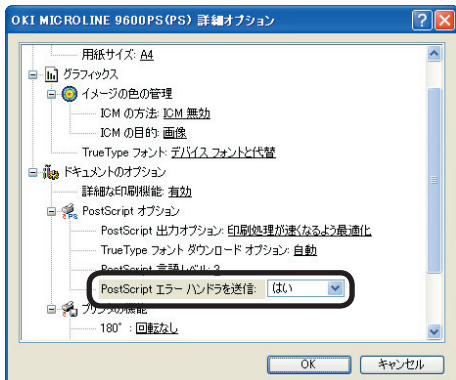 OKI MICROLINE 9600PS(PS) 詳細オプション
用紙サイズ: A4
グラフィックス
イメージの色の管理
ICM の方法: ICM 無効
ICM の目的: 画像
TrueType フォント: デバイス フォントと代替
ドキュメントのオプション
詳細な印刷機能: 有効
PostScript オプション
PostScript 出力オプション: 印刷処理が速くなるよう最適化
TrueType フォント ダウンロード オプション: 自動
PostScript 言語レベル: 3
PostScript エラー ハンドラを送信: はい
プリンタの機能
180° : 回転なし
OK キャンセル